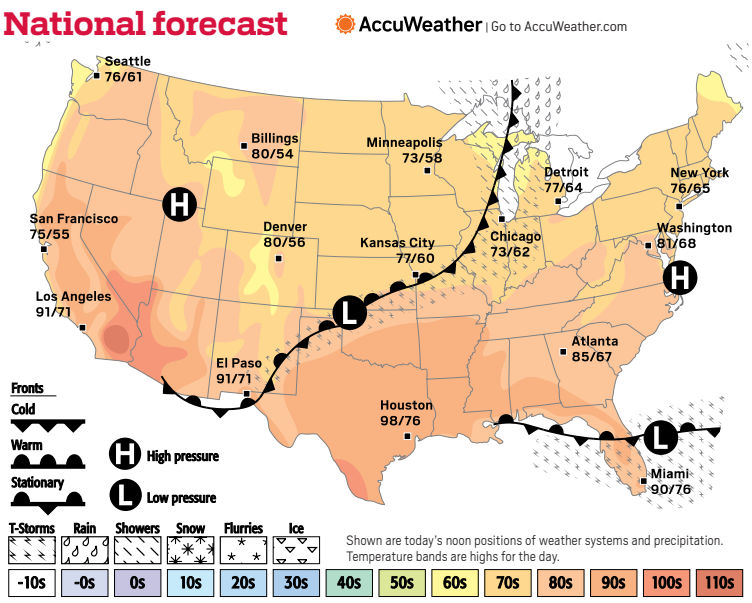 National forecast
AccuWeather | Go to AccuWeather.com
Seattle
76/61
Billings
80/54
Minneapolis
73/58
Detroit
77/64
New York
76/65
H
San Francisco
75/55
Denver
80/56
Kansas City
77/60
Chicago
73/62
Washington
81/68
H
Los Angeles
91/71
L
El Paso
91/71
Atlanta
85/67
Houston
98/76
L
Miami
90/76
Fronts
Cold
Warm
Stationary
H High pressure
L Low pressure
T-Storms Rain Showers Snow Flurries Ice
Shown are today's noon positions of weather systems and precipitation.
Temperature bands are highs for the day.
-10s -0s 0s 10s 20s 30s 40s 50s 60s 70s 80s 90s 100s 110s